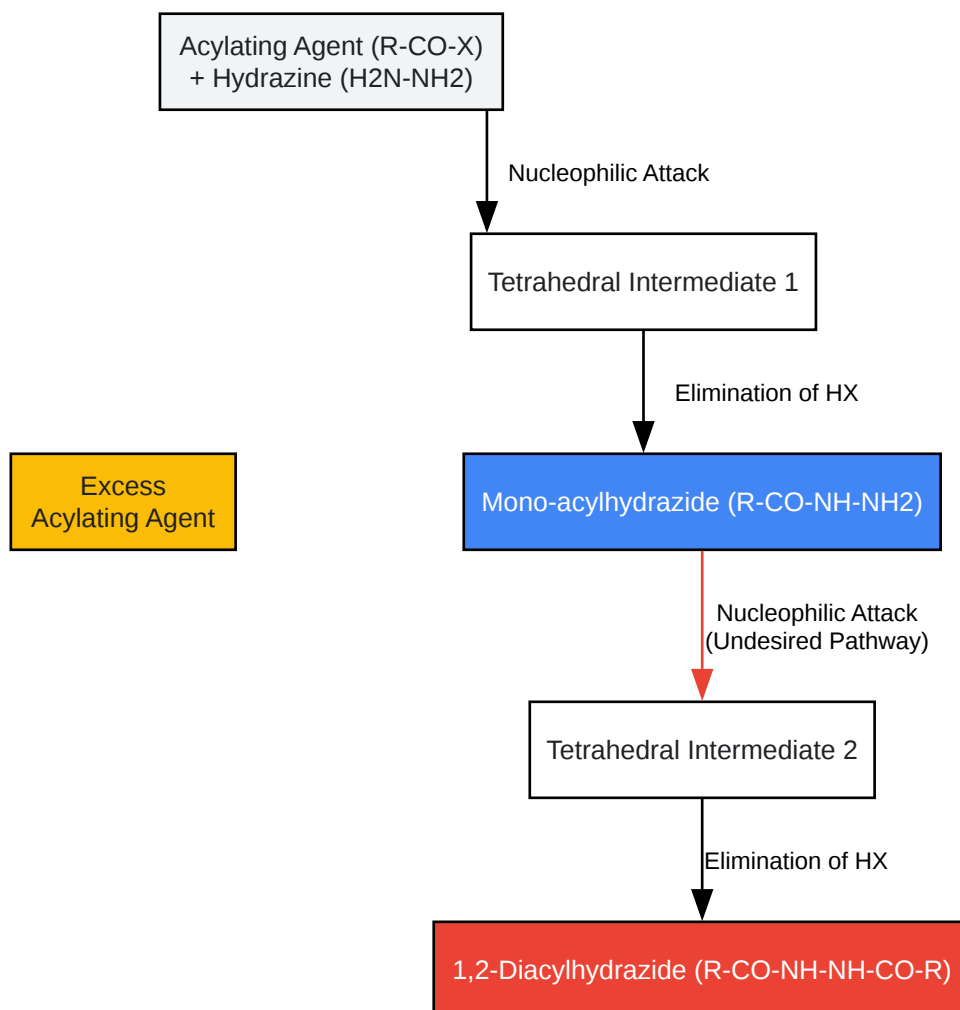 Acylating Agent (R-CO-X)
+ Hydrazine (H2N-NH2)
Nucleophilic Attack
Tetrahedral Intermediate 1
Elimination of HX
Excess
Acylating Agent
Mono-acylhydrazide (R-CO-NH-NH2)
Nucleophilic Attack
(Undesired Pathway)
Tetrahedral Intermediate 2
Elimination of HX
1,2-Diacylhydrazide (R-CO-NH-NH-CO-R)